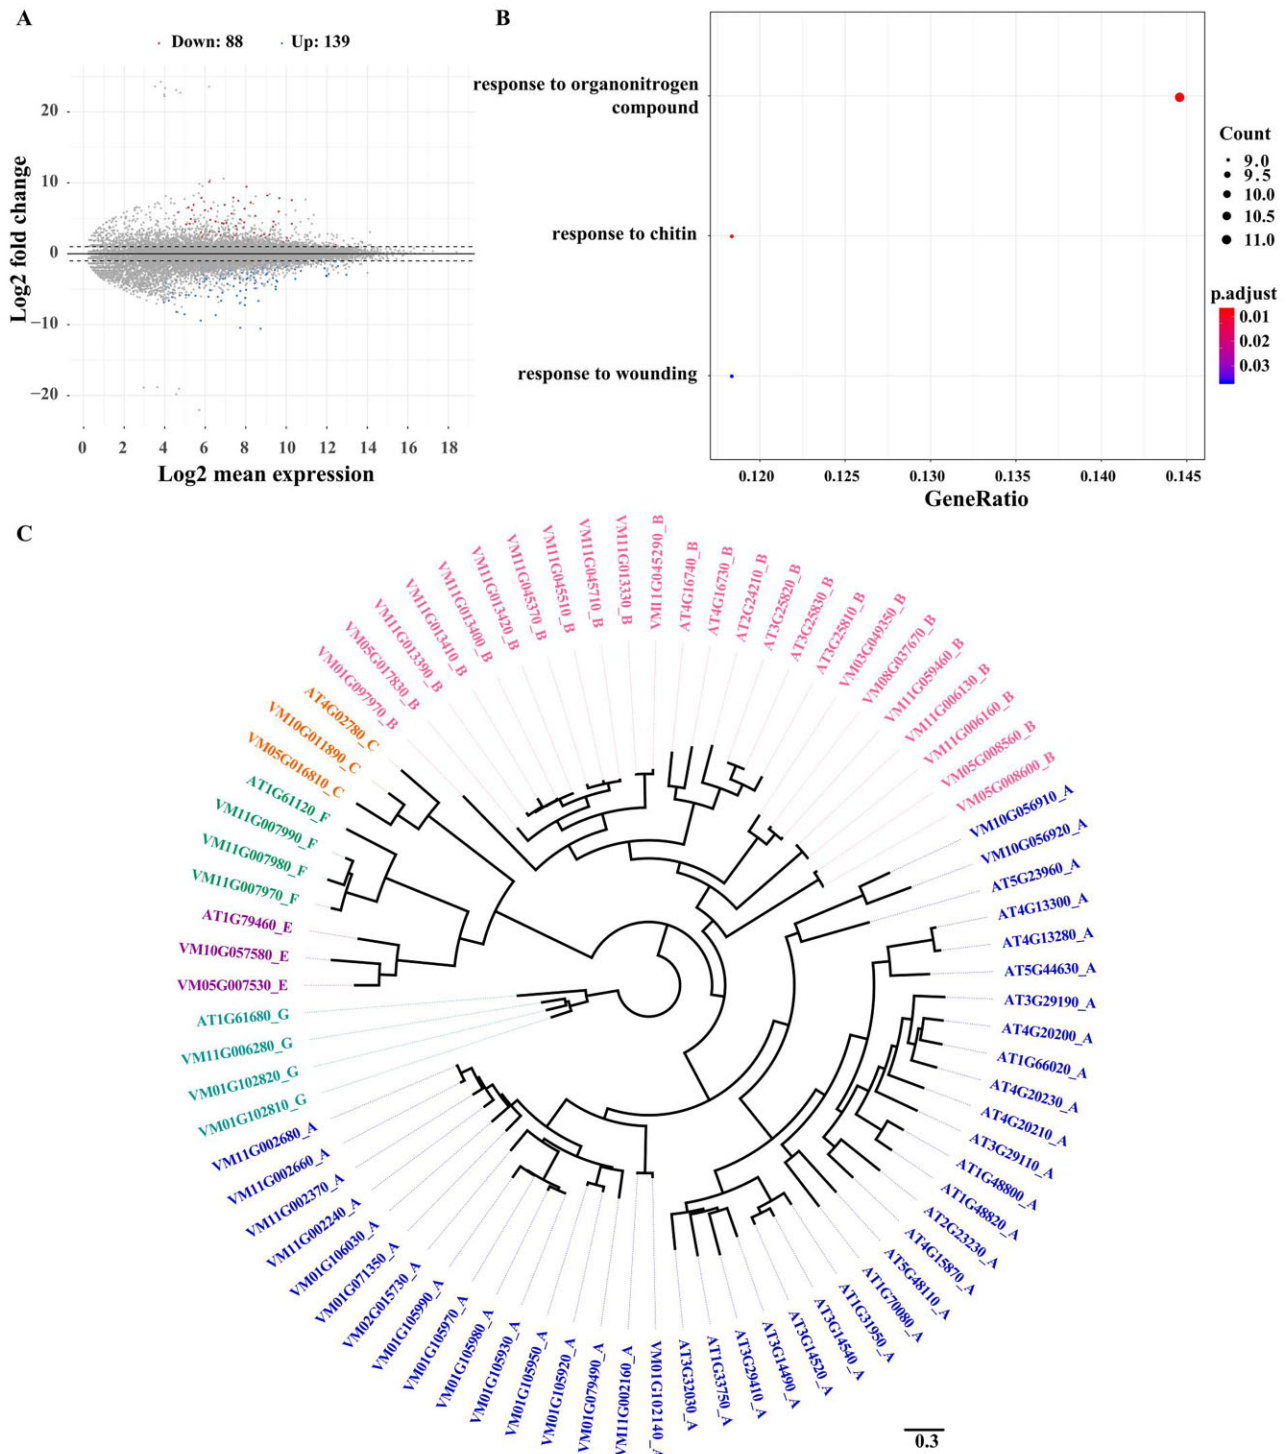 A
Down: 88 Up: 139
Log2 fold change
20
10
0
−10
−20
0 2 4 6 8 10 12 14 16 18
Log2 mean expression
B
response to organonitrogen
compound
response to chitin
response to wounding
0.120 0.125 0.130 0.135 0.140 0.145
GeneRatio
Count
9.0
9.5
10.0
10.5
11.0
p.adjust
0.01
0.02
0.03
C
VM05G016810_C
VM10G011890_C
AT4G02780_C
VM01G097970_B
VM05G017830_B
VM11G013390_B
VM11G013410_B
VM11G013400_B
VM11G013420_B
VM11G045370_B
VM11G045510_B
VM11G045710_B
VM11G013330_B
VM11G045290_B
AT4G16740_B
AT4G16730_B
AT2G24210_B
AT3G25820_B
AT3G25830_B
AT3G25810_B
VM03G049350_B
VM08G037670_B
VM11G059460_B
VM11G006130_B
VM11G006160_B
VM05G008560_B
VM05G008600_B
VM10G056910_A
VM10G056920_A
AT5G23960_A
AT4G13300_A
AT4G13280_A
AT5G44630_A
AT3G29190_A
AT4G20200_A
AT1G66020_A
AT4G20230_A
AT4G20210_A
AT3G29110_A
AT1G48800_A
AT1G48820_A
AT2G23230_A
AT4G15870_A
AT5G48110_A
AT1G70080_A
AT1G31950_A
AT3G14540_A
AT3G14520_A
AT3G14490_A
AT3G29410_A
AT1G33750_A
AT3G32030_A
VM01G102140_A
VM11G002160_A
VM01G079490_A
VM01G105920_A
VM01G105950_A
VM01G105930_A
VM01G105980_A
VM01G105970_A
VM01G105990_A
VM02G015730_A
VM01G071350_A
VM01G106030_A
VM11G002240_A
VM11G002370_A
VM11G002660_A
VM11G002680_A
VM01G102810_G
VM01G102820_G
VM11G006280_G
AT1G61680_G
VM05G007530_E
VM10G057580_E
AT1G79460_E
VM11G007970_F
VM11G007980_F
VM11G007990_F
AT1G61120_F
0.3